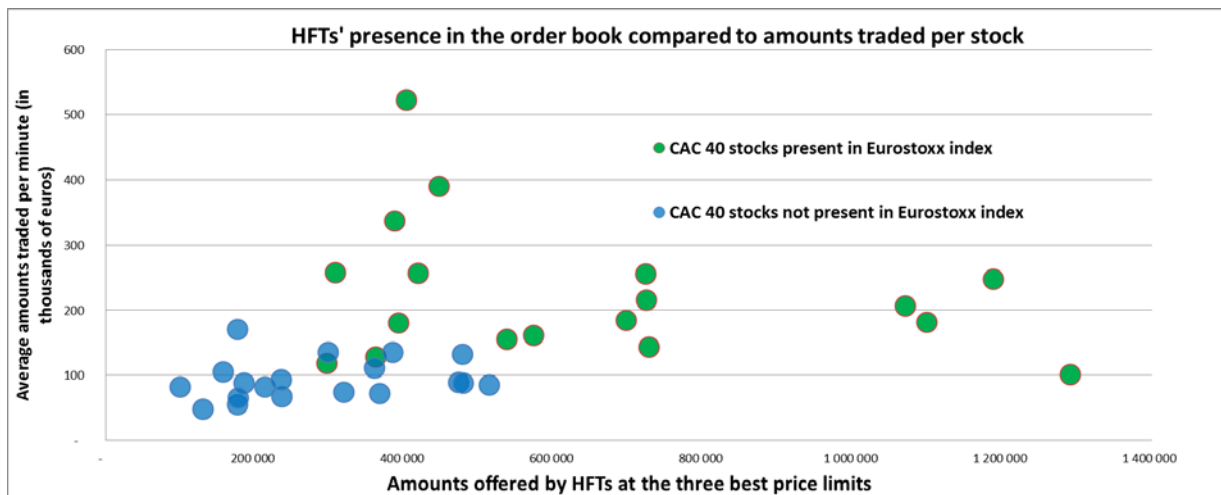 HFTs' presence in the order book compared to amounts traded per stock
Average amounts traded per minute (in
thousands of euros)
600
500
400
300
200
100
-
CAC 40 stocks present in Eurostoxx index
CAC 40 stocks not present in Eurostoxx index
- 200 000 400 000 600 000 800 000 1 000 000 1 200 000 1 400 000
Amounts offered by HFTs at the three best price limits